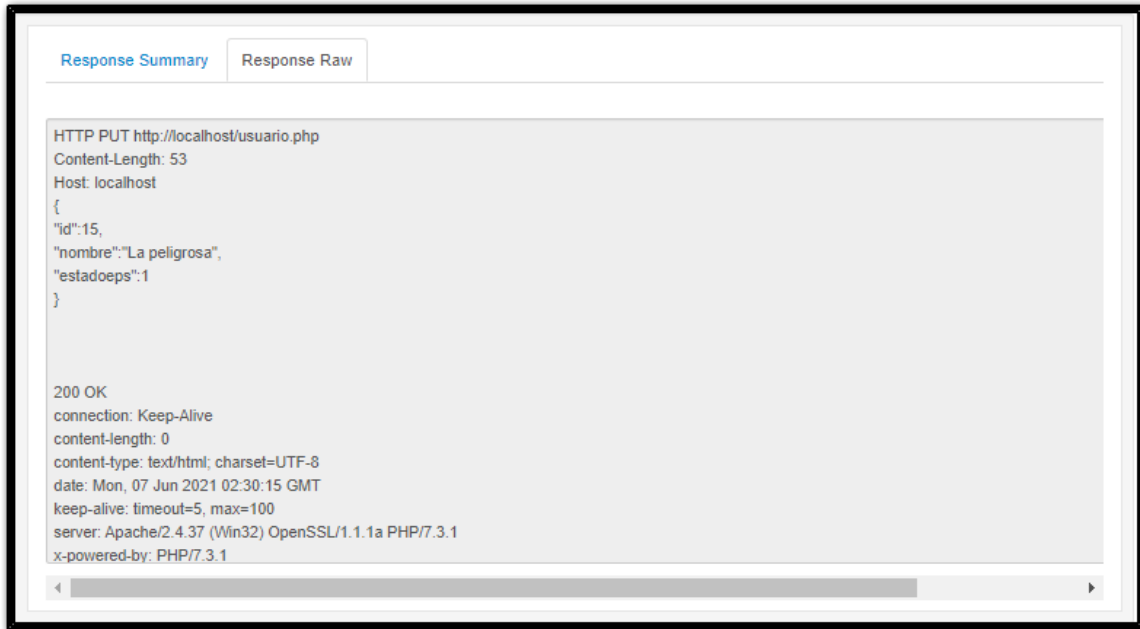 Response Summary
Response Raw
HTTP PUT http://localhost/usuario.php
Content-Length: 53
Host: localhost
{
"id":15,
"nombre":"La peligrosa",
"estadoeps":1
}
200 OK
connection: Keep-Alive
content-length: 0
content-type: text/html; charset=UTF-8
date: Mon, 07 Jun 2021 02:30:15 GMT
keep-alive: timeout=5, max=100
server: Apache/2.4.37 (Win32) OpenSSL/1.1.1a PHP/7.3.1
x-powered-by: PHP/7.3.1